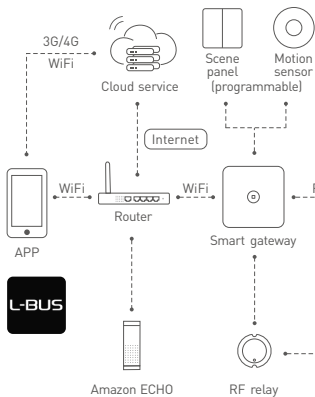 3G/4G
WiFi
Cloud service
Scene
panel
Motion
sensor
(programmable)
Internet
WiFi
WiFi
Router
APP
Smart gateway
L-BUS
Amazon ECHO
RF relay